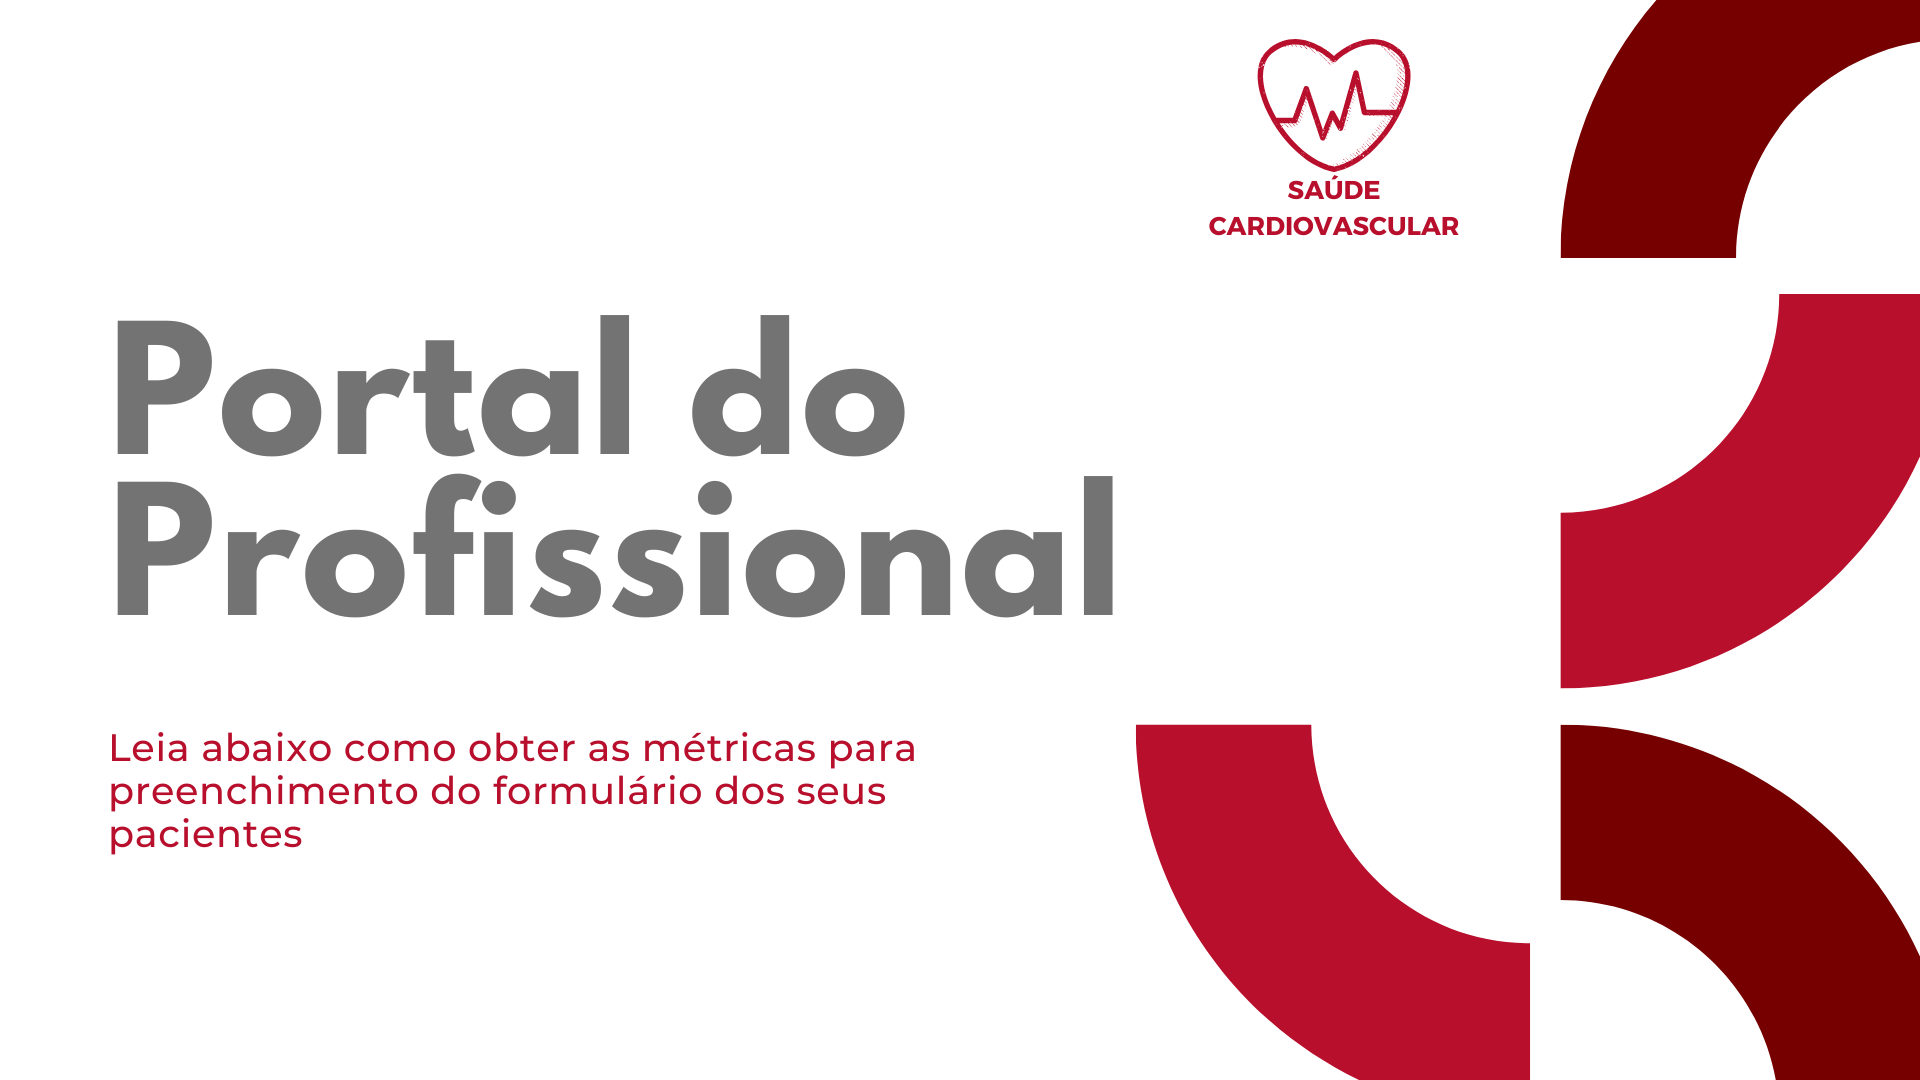 SAÚDE
CARDIOVASCULAR
Portal do
Profissional
Leia abaixo como obter as métricas para
preenchimento do formulário dos seus
pacientes